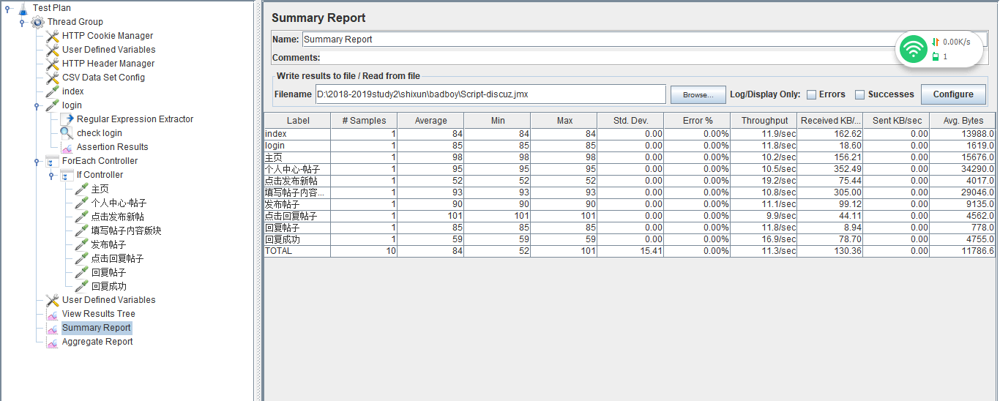 Test Plan
Thread Group
HTTP Cookie Manager
User Defined Variables
HTTP Header Manager
CSV Data Set Config
index
login
Regular Expression Extractor
check login
Assertion Results
ForEach Controller
If Controller
主页
个人中心-帖子
点击发布新帖
填写帖子内容版块
发布帖子
点击回复帖子
回复帖子
回复成功
User Defined Variables
View Results Tree
Summary Report
Aggregate Report
Summary Report
Name: Summary Report
Comments:
0.00K/s
1
Write results to file / Read from file
Filename D:\2018-2019study2\shixun\badboy\Script-discuz.jmx Browse... Log/Display Only: Errors Successes Configure
Label # Samples Average Min Max Std. Dev. Error % Throughput Received KB/... Sent KB/sec Avg. Bytes
index 1 84 84 84 0.00 0.00% 11.9/sec 162.62 0.00 13988.0
login 1 85 85 85 0.00 0.00% 11.8/sec 18.60 0.00 1619.0
主页 1 98 98 98 0.00 0.00% 10.2/sec 156.21 0.00 15676.0
个人中心-帖子 1 95 95 95 0.00 0.00% 10.5/sec 352.49 0.00 34290.0
点击发布新帖 1 52 52 52 0.00 0.00% 19.2/sec 75.44 0.00 4017.0
填写帖子内容... 1 93 93 93 0.00 0.00% 10.8/sec 305.00 0.00 29046.0
发布帖子 1 90 90 90 0.00 0.00% 11.1/sec 99.12 0.00 9135.0
点击回复帖子 1 101 101 101 0.00 0.00% 9.9/sec 44.11 0.00 4562.0
回复帖子 1 85 85 85 0.00 0.00% 11.8/sec 8.94 0.00 778.0
回复成功 1 59 59 59 0.00 0.00% 16.9/sec 78.70 0.00 4755.0
TOTAL 10 84 52 101 15.41 0.00% 11.3/sec 130.36 0.00 11786.6